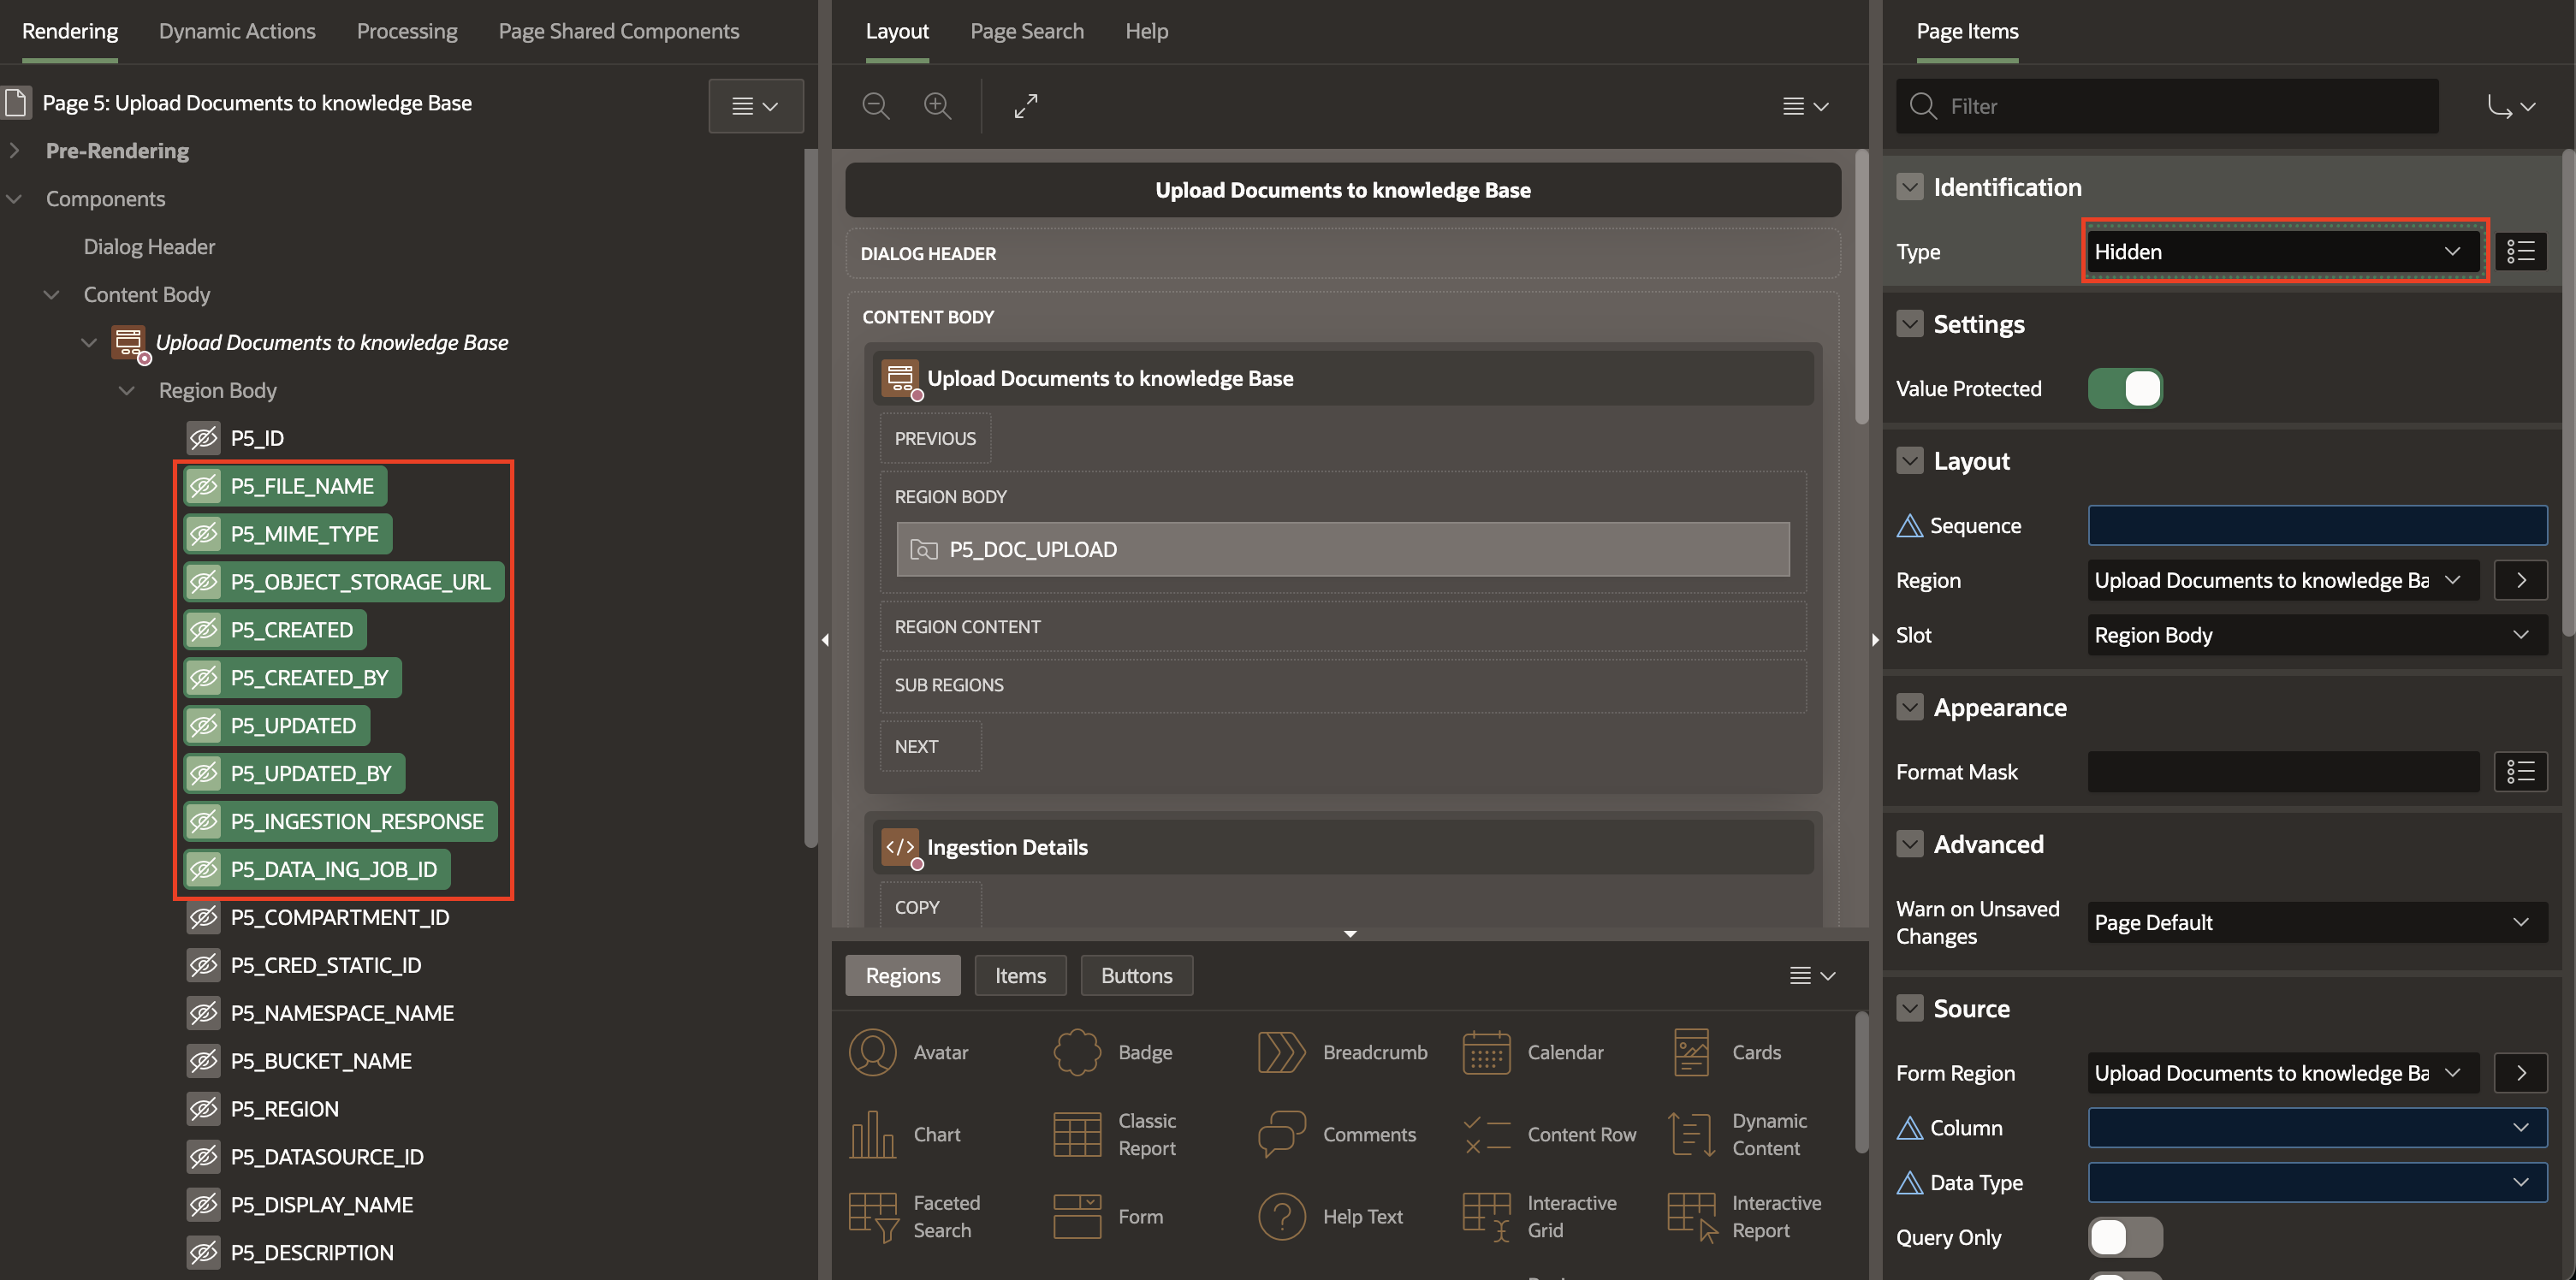 Rendering
Dynamic Actions
Processing
Page Shared Components
Page 5: Upload Documents to knowledge Base
Pre-Rendering
Components
Dialog Header
Content Body
Upload Documents to knowledge Base
Region Body
P5_ID
P5_FILE_NAME
P5_MIME_TYPE
P5_OBJECT_STORAGE_URL
P5_CREATED
P5_CREATED_BY
P5_UPDATED
P5_UPDATED_BY
P5_INGESTION_RESPONSE
P5_DATA_ING_JOB_ID
P5_COMPARTMENT_ID
P5_CRED_STATIC_ID
P5_NAMESPACE_NAME
P5_BUCKET_NAME
P5_REGION
P5_DATASOURCE_ID
P5_DISPLAY_NAME
P5_DESCRIPTION
Layout
Page Search
Help
Upload Documents to knowledge Base
DIALOG HEADER
CONTENT BODY
Upload Documents to knowledge Base
PREVIOUS
REGION BODY
P5_DOC_UPLOAD
REGION CONTENT
SUB REGIONS
NEXT
Ingestion Details
COPY
Regions
Items
Buttons
Avatar
Badge
Breadcrumb
Calendar
Cards
Chart
Classic
Report
Comments
Content Row
Dynamic
Content
Faceted
Search
Form
Help Text
Interactive
Grid
Interactive
Report
Page Items
Filter
Identification
Type
Hidden
Settings
Value Protected
Layout
Sequence
Region
Upload Documents to knowledge Ba
Slot
Region Body
Appearance
Format Mask
Advanced
Warn on Unsaved
Changes
Page Default
Source
Form Region
Upload Documents to knowledge Ba
Column
Data Type
Query Only